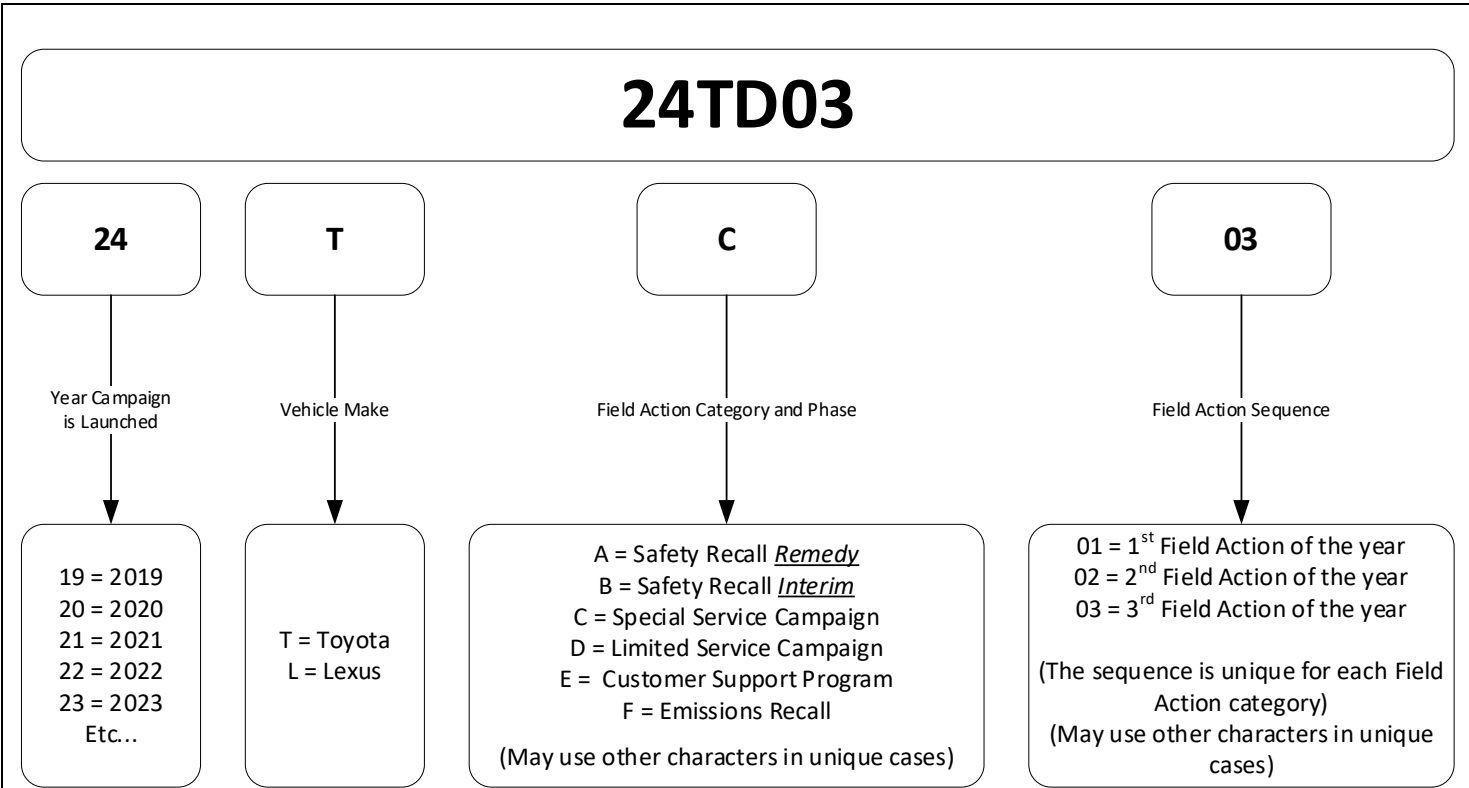 24TD03
24
T
C
03
Year Campaign
is Launched
Vehicle Make
Field Action Category and Phase
Field Action Sequence
19 = 2019
20 = 2020
21 = 2021
22 = 2022
23 = 2023
Etc...
T = Toyota
L = Lexus
A = Safety Recall Remedy
B = Safety Recall Interim
C = Special Service Campaign
D = Limited Service Campaign
E = Customer Support Program
F = Emissions Recall
(May use other characters in unique cases)
01 = 1st Field Action of the year
02 = 2nd Field Action of the year
03 = 3rd Field Action of the year
(The sequence is unique for each Field
Action category)
(May use other characters in unique
cases)